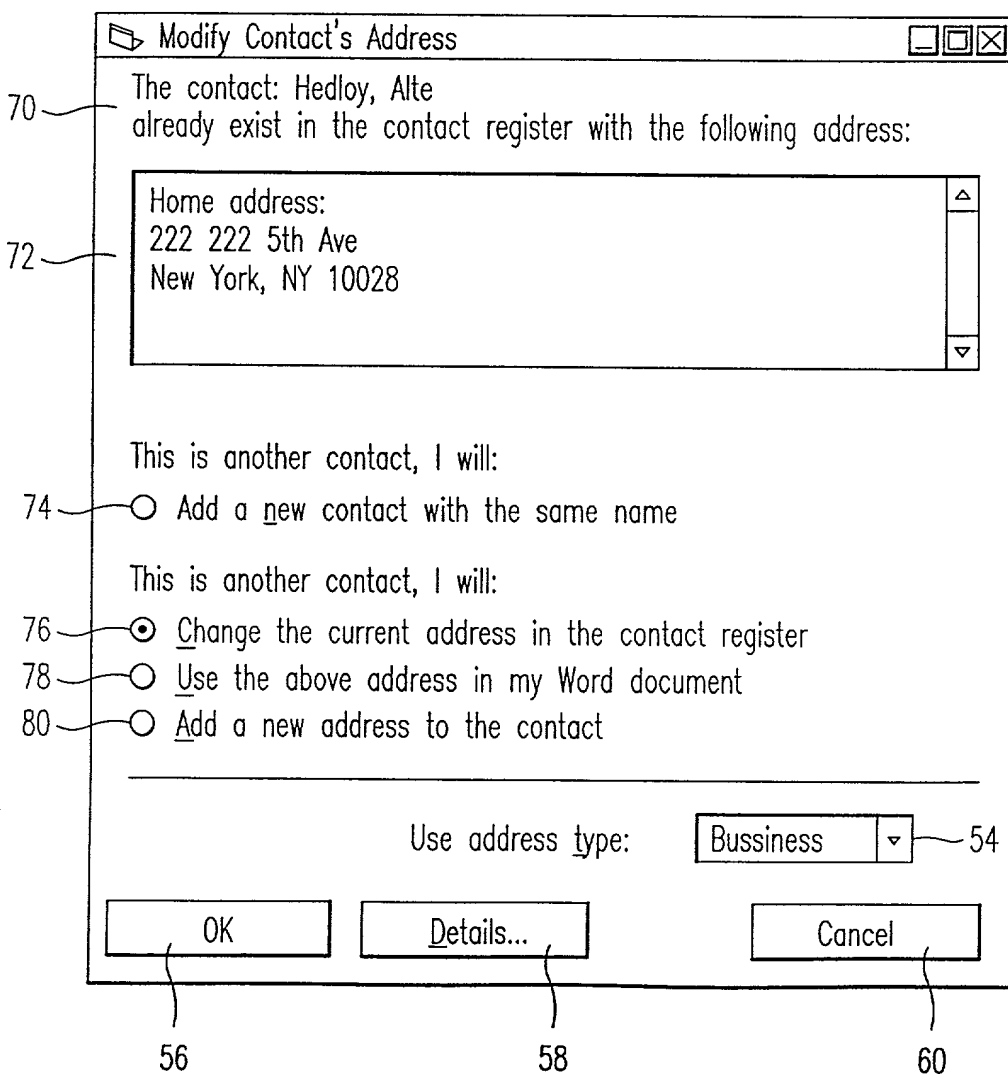 Modify Contact's Address
70
The contact: Hedloy, Alte
already exist in the contact register with the following address:
72
Home address:
222 222 5th Ave
New York, NY 10028
This is another contact, I will:
74
Add a new contact with the same name
This is another contact, I will:
76
Change the current address in the contact register
78
Use the above address in my Word document
80
Add a new address to the contact
Use address type: Bussiness
54
OK Details... Cancel
56 58 60